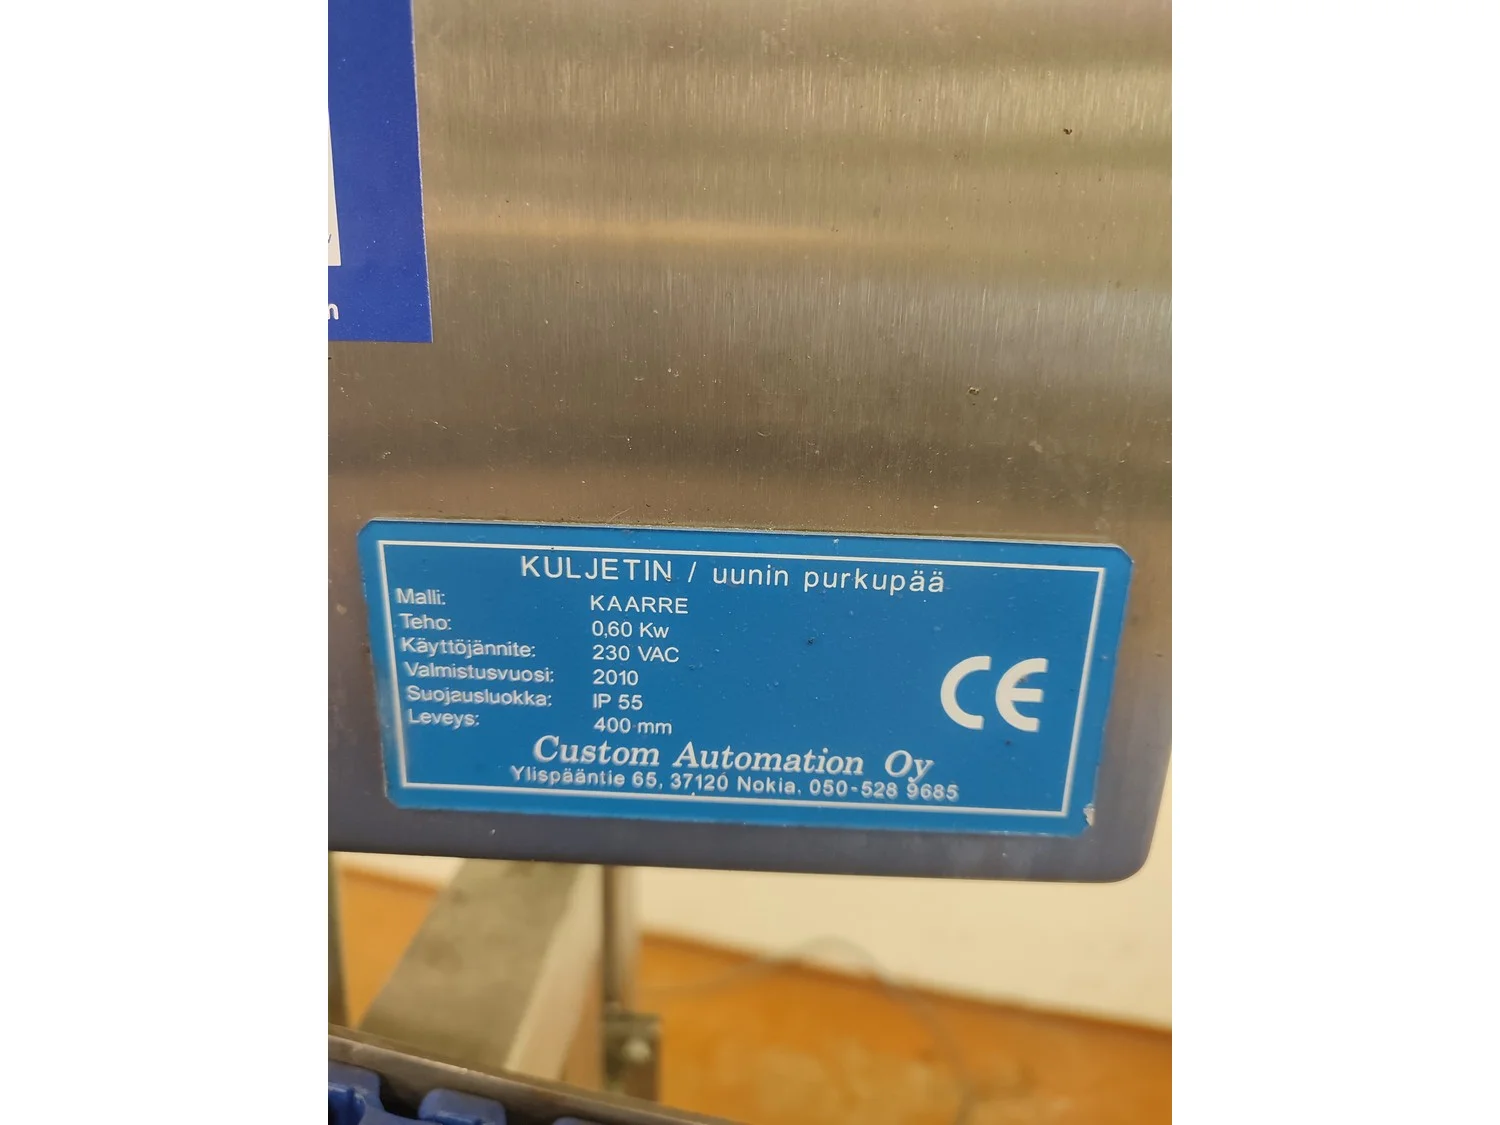 n
KULJETIN / uunin purkupää
Malli: KAARRE
Teho: 0,60 Kw
Käyttöjännite: 230 VAC
Valmistusvuosi: 2010
Suojausluokka: IP 55
Leveys: 400 mm
CE
Custom Automation Oy
Ylispääntie 65, 37120 Nokia, 050-528 9685